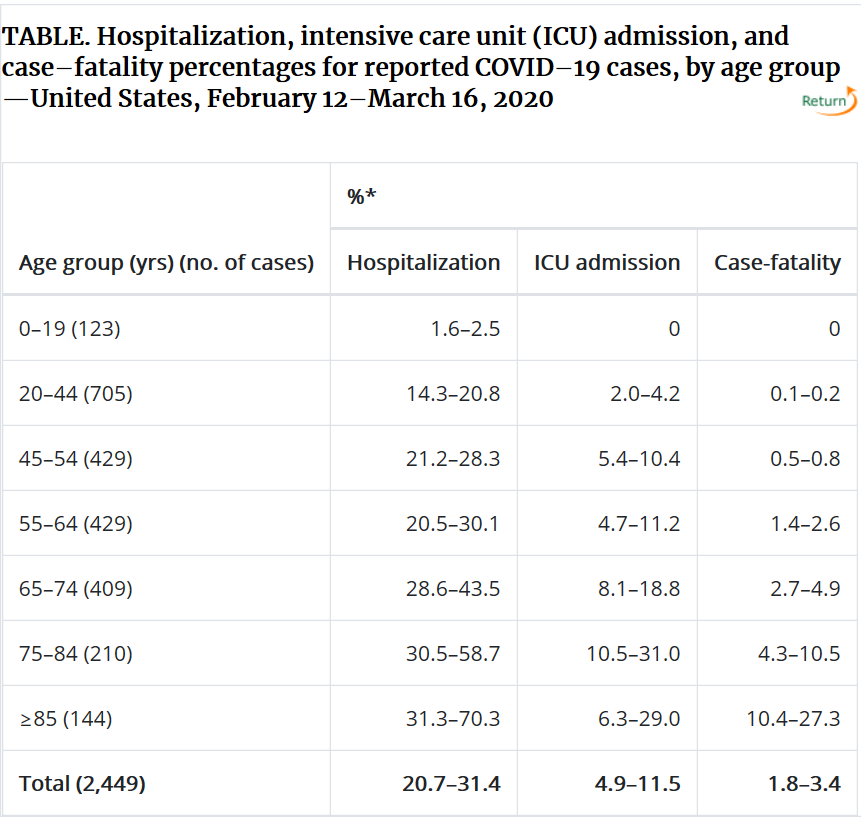 TABLE. Hospitalization, intensive care unit (ICU) admission, and
case–fatality percentages for reported COVID–19 cases, by age group
—United States, February 12–March 16, 2020
Return
%*
Age group (yrs) (no. of cases) Hospitalization ICU admission Case-fatality
0–19 (123) 1.6–2.5 0 0
20–44 (705) 14.3–20.8 2.0–4.2 0.1–0.2
45–54 (429) 21.2–28.3 5.4–10.4 0.5–0.8
55–64 (429) 20.5–30.1 4.7–11.2 1.4–2.6
65–74 (409) 28.6–43.5 8.1–18.8 2.7–4.9
75–84 (210) 30.5–58.7 10.5–31.0 4.3–10.5
≥85 (144) 31.3–70.3 6.3–29.0 10.4–27.3
Total (2,449) 20.7–31.4 4.9–11.5 1.8–3.4